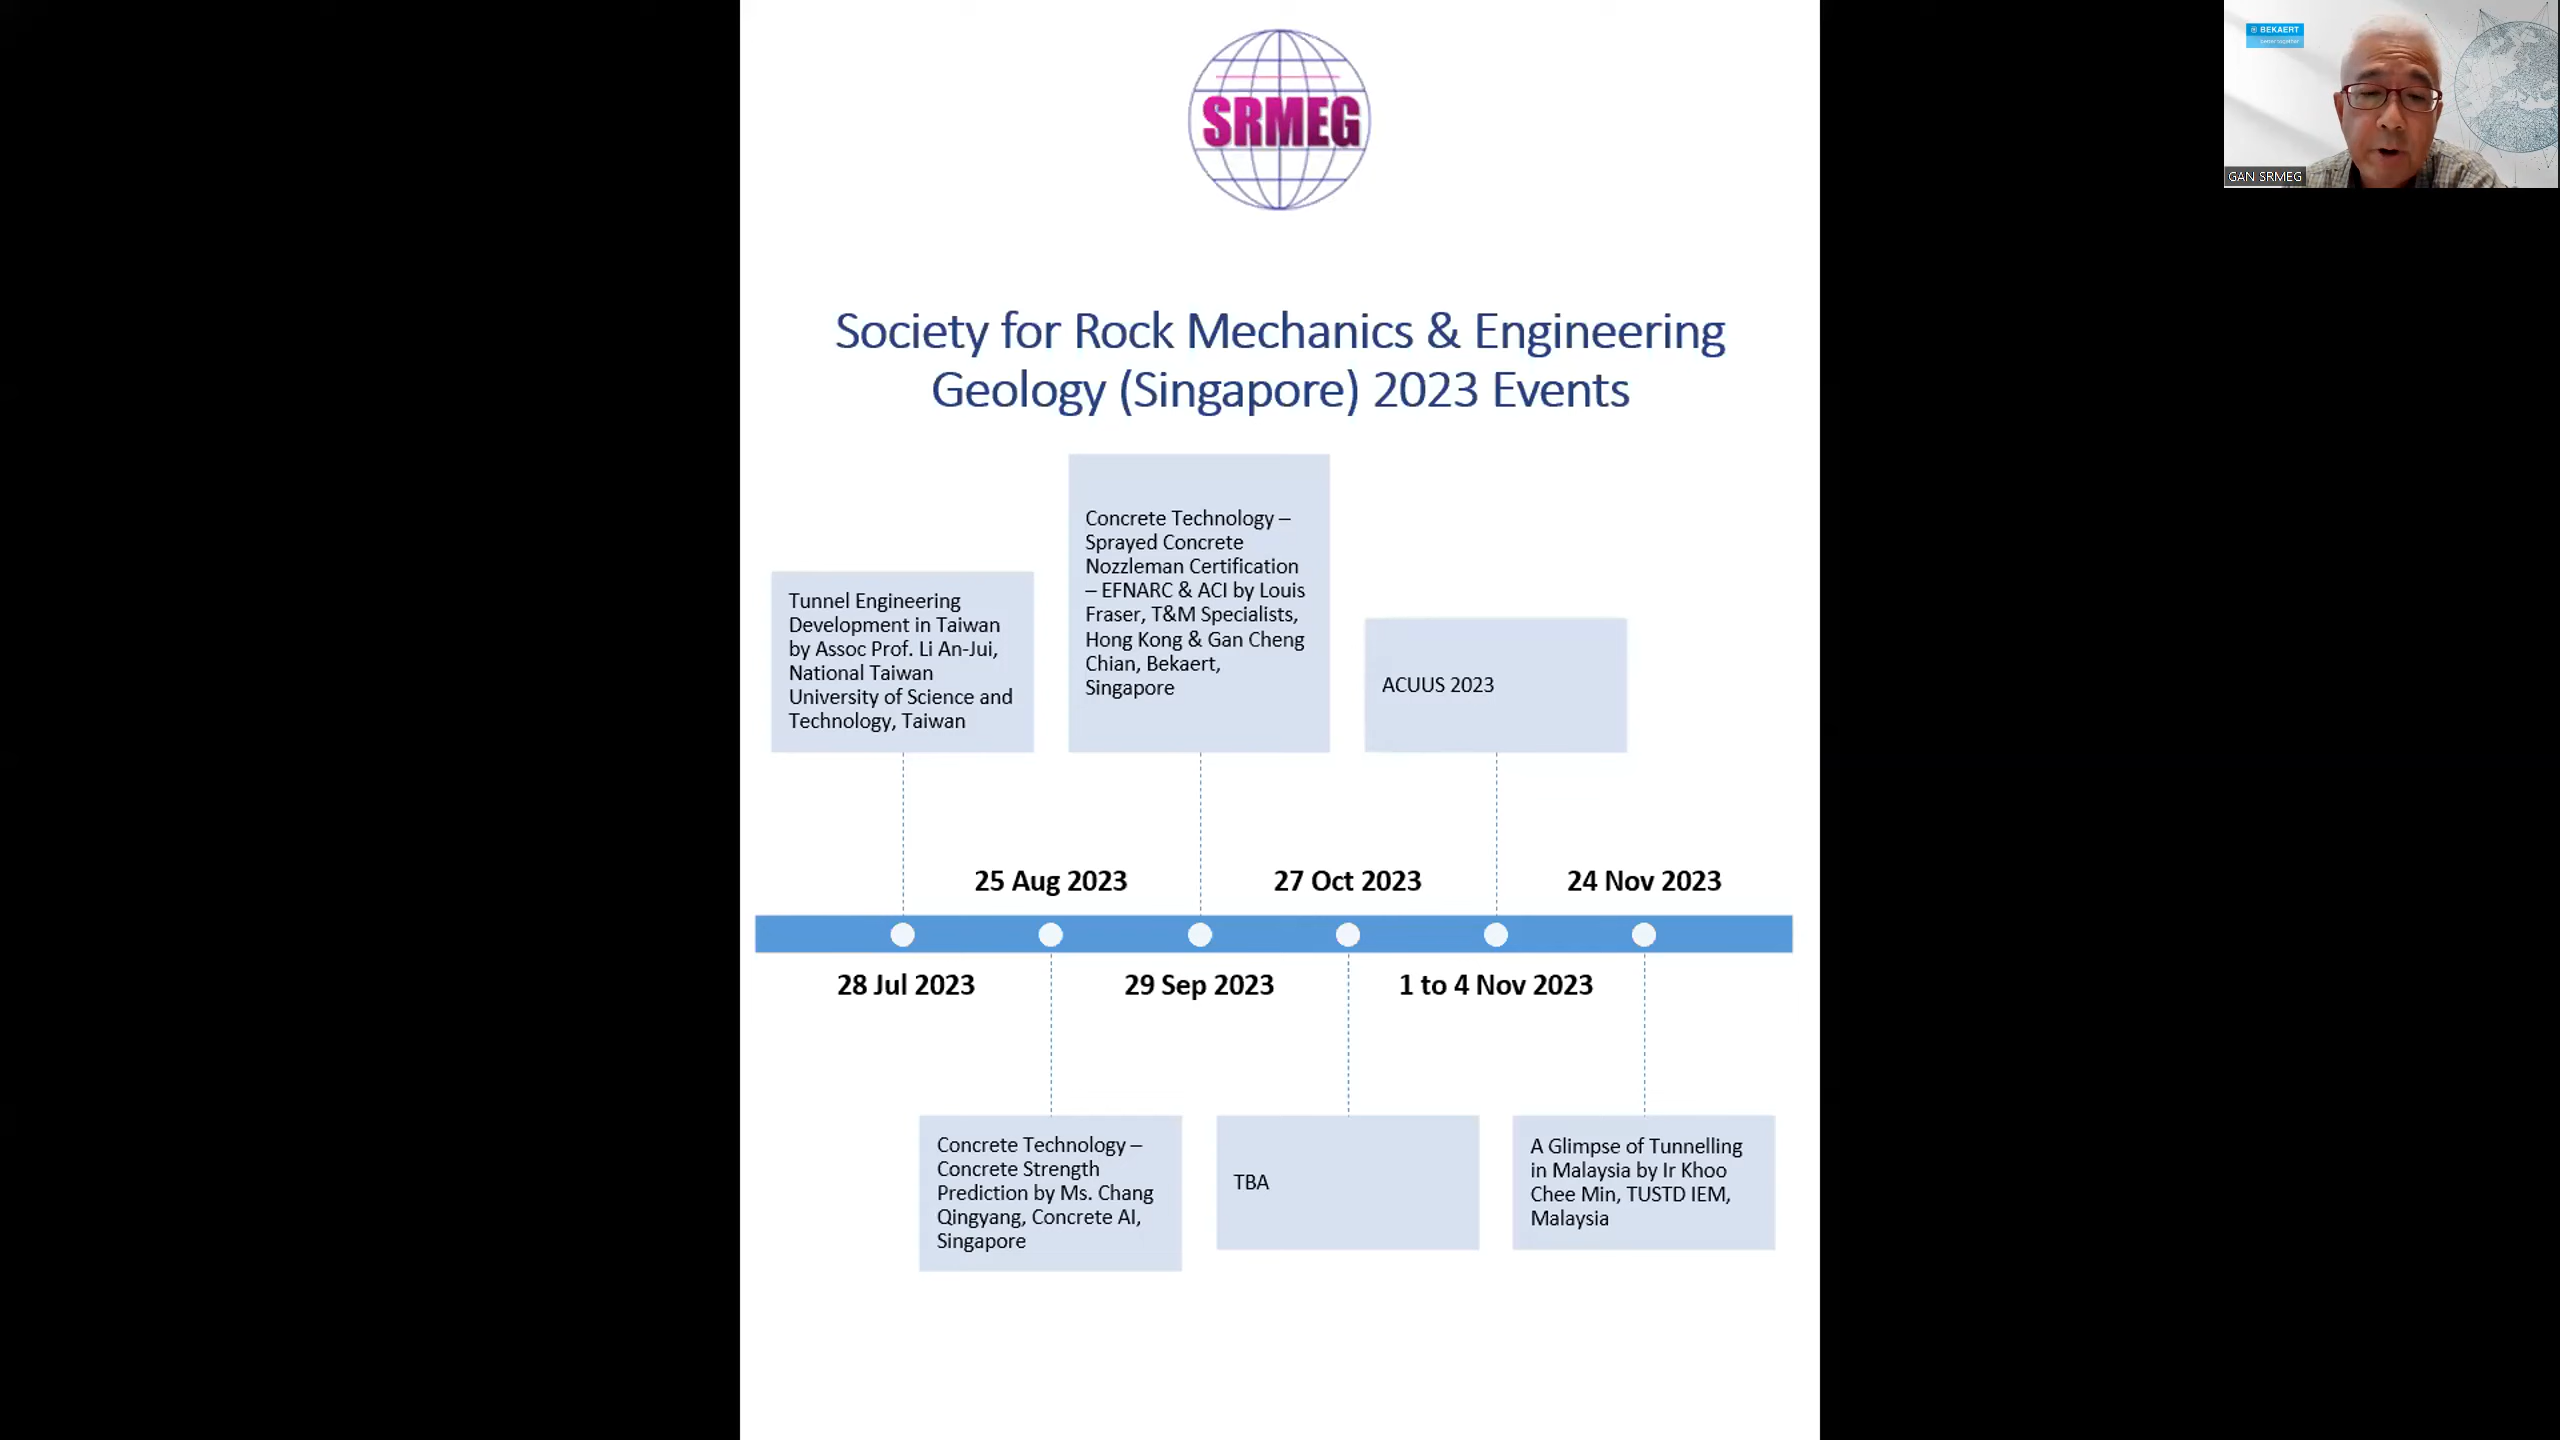 SRMEG
BEKAERT
better together
GAN SRMEG
Society for Rock Mechanics & Engineering
Geology (Singapore) 2023 Events
Tunnel Engineering
Development in Taiwan
by Assoc Prof. Li An-Jui,
National Taiwan
University of Science and
Technology, Taiwan
Concrete Technology –
Sprayed Concrete
Nozzleman Certification
– EFNARC & ACI by Louis
Fraser, T&M Specialists,
Hong Kong & Gan Cheng
Chian, Bekaert,
Singapore
ACUUS 2023
25 Aug 2023
27 Oct 2023
24 Nov 2023
28 Jul 2023
29 Sep 2023
1 to 4 Nov 2023
Concrete Technology –
Concrete Strength
Prediction by Ms. Chang
Qingyang, Concrete AI,
Singapore
TBA
A Glimpse of Tunnelling
in Malaysia by Ir Khoo
Chee Min, TUSTD IEM,
Malaysia